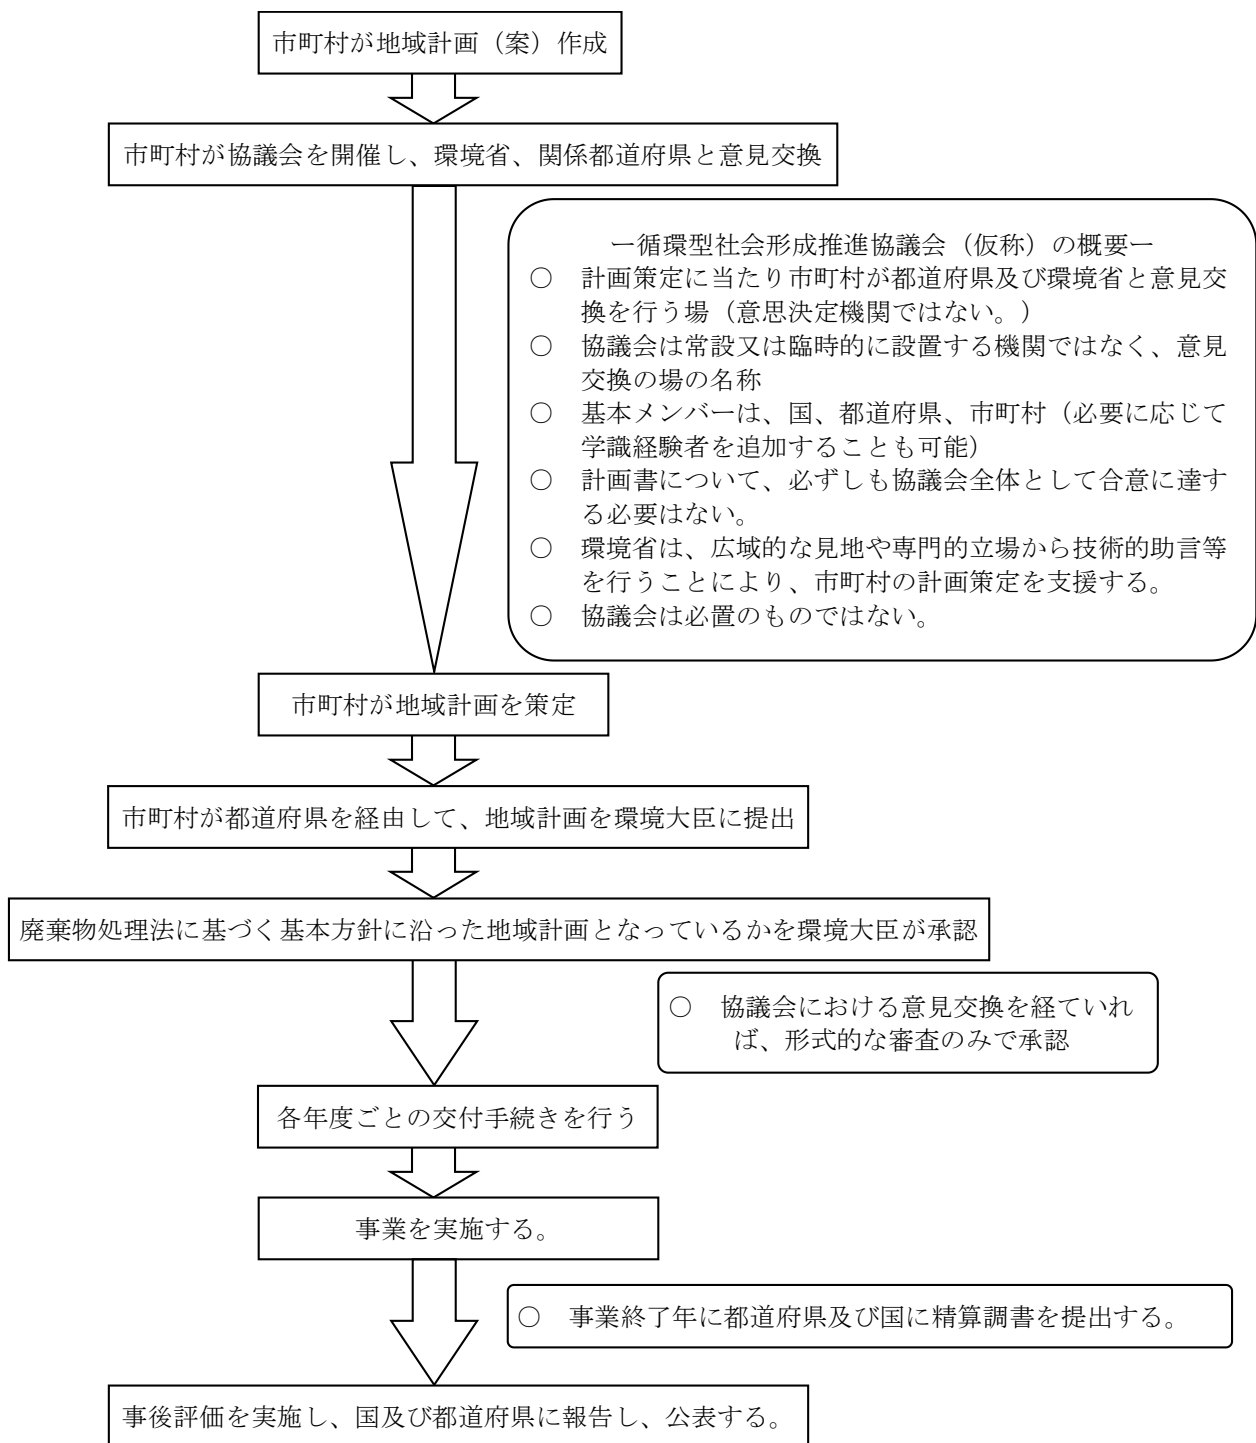 市町村が地域計画（案）作成
市町村が協議会を開催し、環境省、関係都道府県と意見交換
ー循環型社会形成推進協議会（仮称）の概要ー
○　計画策定に当たり市町村が都道府県及び環境省と意見交
換を行う場（意思決定機関ではない。）
○　協議会は常設又は臨時的に設置する機関ではなく、意見
交換の場の名称
○　基本メンバーは、国、都道府県、市町村（必要に応じて
学識経験者を追加することも可能）
○　計画書について、必ずしも協議会全体として合意に達す
る必要はない。
○　環境省は、広域的な見地や専門的立場から技術的助言等
を行うことにより、市町村の計画策定を支援する。
○　協議会は必置のものではない。
市町村が地域計画を策定
市町村が都道府県を経由して、地域計画を環境大臣に提出
廃棄物処理法に基づく基本方針に沿った地域計画となっているかを環境大臣が承認
○　協議会における意見交換を経ていれ
ば、形式的な審査のみで承認
各年度ごとの交付手続きを行う
事業を実施する。
○　事業終了年に都道府県及び国に精算調書を提出する。
事後評価を実施し、国及び都道府県に報告し、公表する。